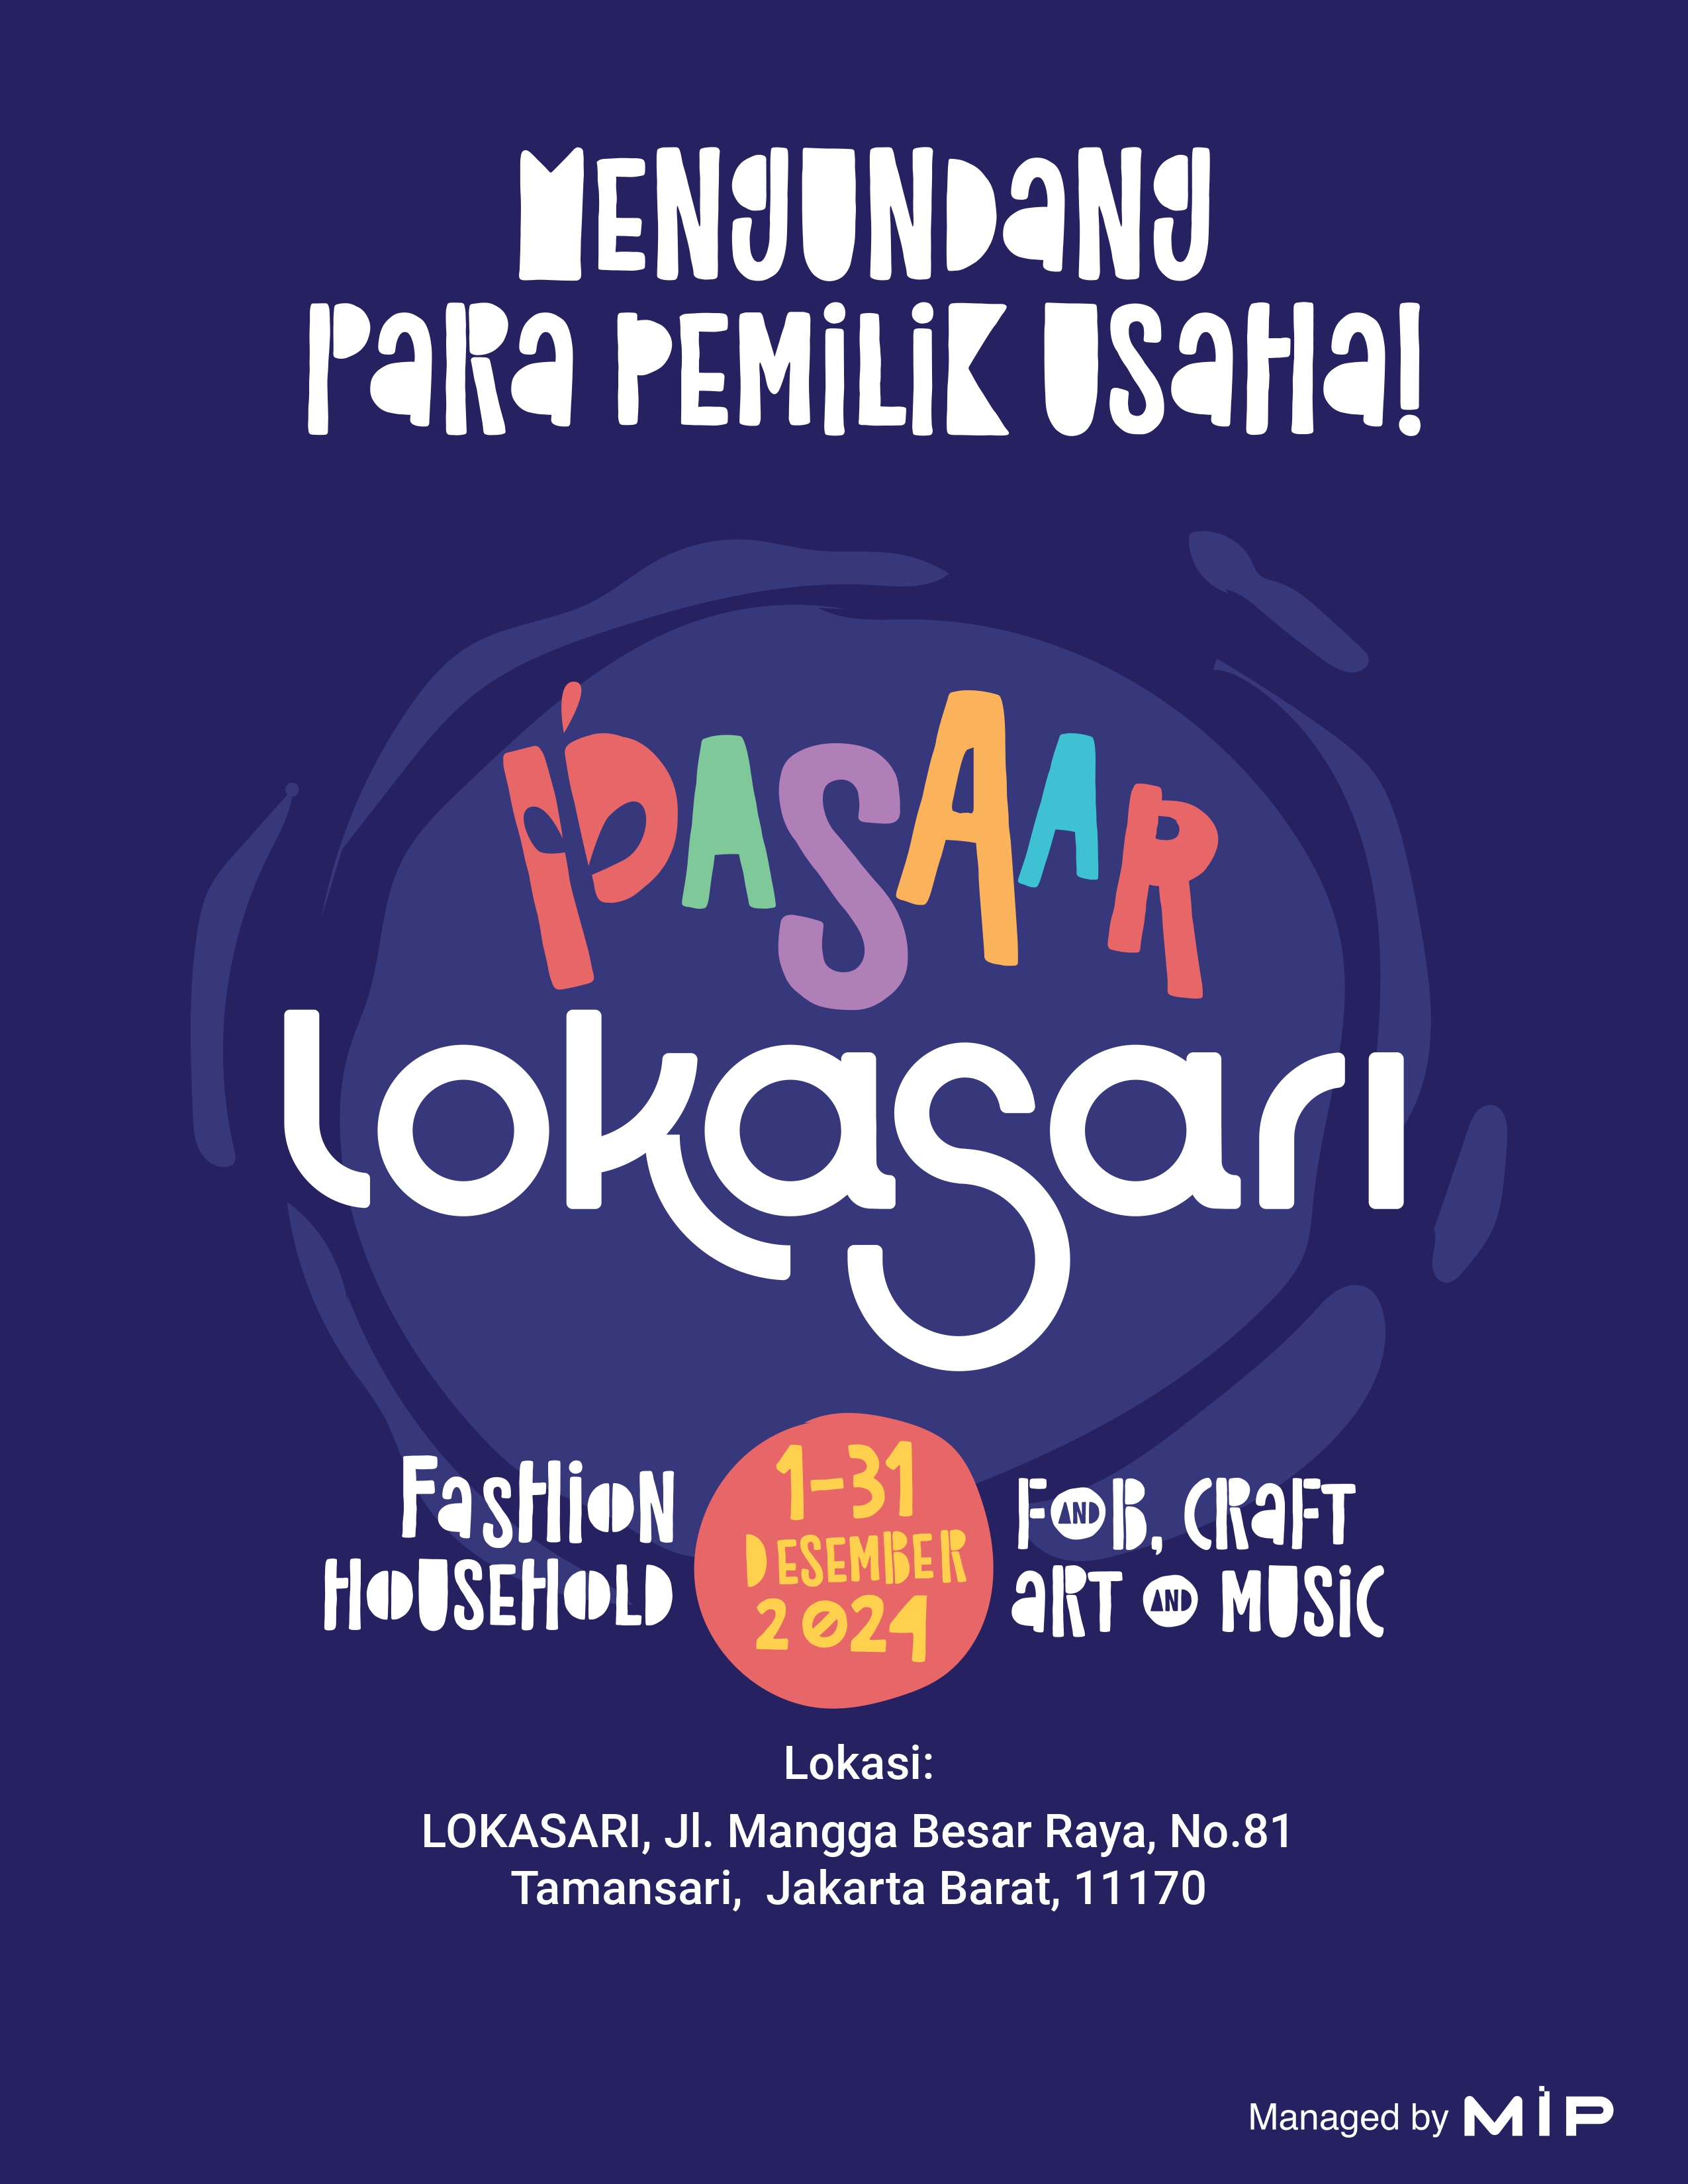 MENGUNDANG
PARA PEMILIK USAHA!
PASAAAR
lokasari
FASHION
HOUSEHOLD
1-31
DESEMBER
2024
F AND B, CRAFT
ART AND MUSIC
Lokasi:
LOKASARI, Jl. Mangga Besar Raya, No.81
Tamansari, Jakarta Barat, 11170
Managed by MIP